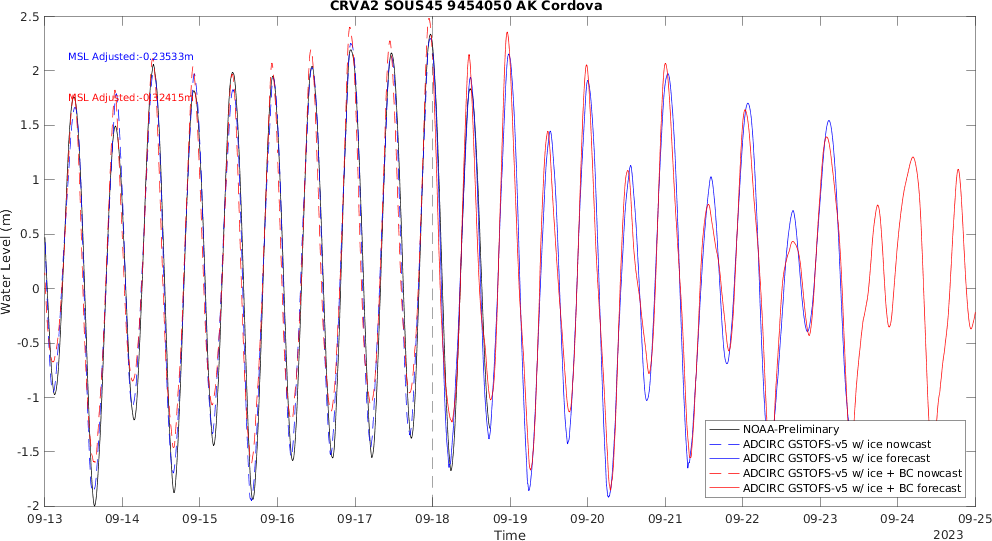 CRVA2 SOUS45 9454050 AK Cordova
MSL Adjusted:-0.23533m
MSL Adjusted:-0.32415m
Water Level (m)
2.5
2
1.5
1
0.5
0
-0.5
-1
-1.5
-2
NOAA-Preliminary
ADCIRC GSTOFS-v5 w/ ice nowcast
ADCIRC GSTOFS-v5 w/ ice forecast
ADCIRC GSTOFS-v5 w/ ice + BC nowcast
ADCIRC GSTOFS-v5 w/ ice + BC forecast
09-13 09-14 09-15 09-16 09-17 09-18 09-19 09-20 09-21 09-22 09-23 09-24 09-25
Time
2023